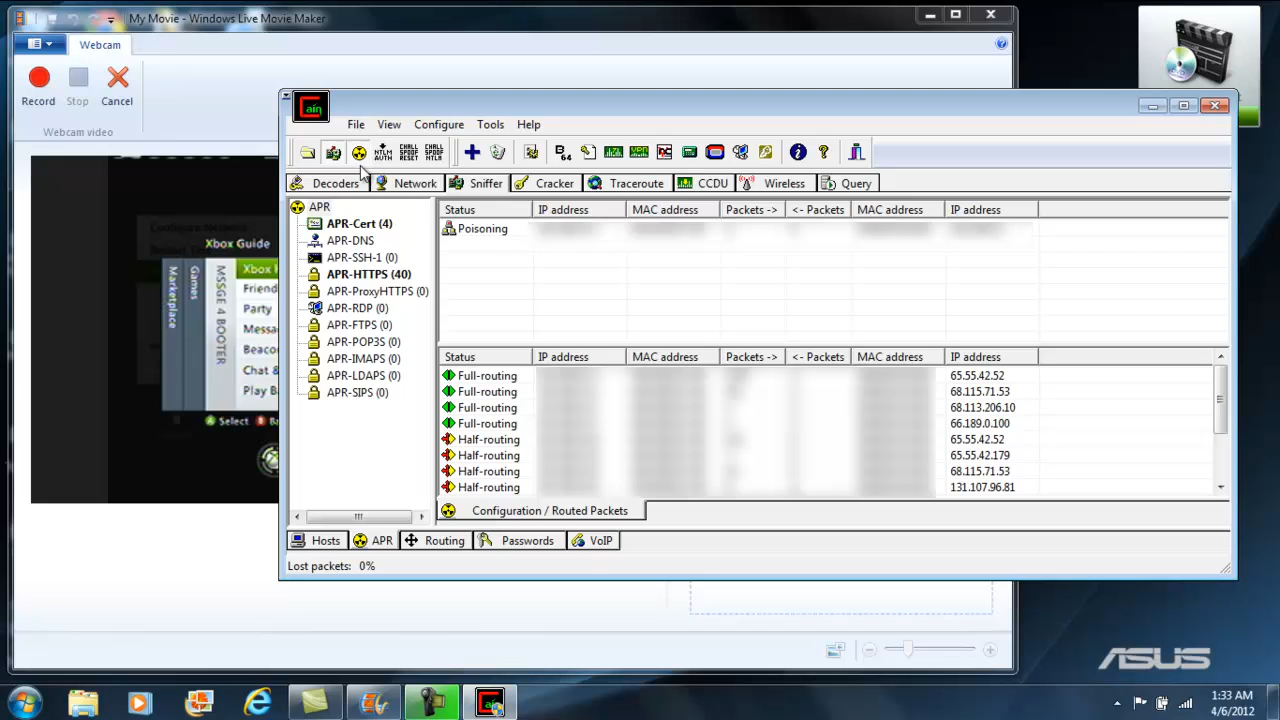 My Movie - Windows Live Movie Maker
Webcam
Record Stop Cancel
Webcam video
Xbox Guide
Marketplace
Games
MSSGE 4 BOOTER
Xbox
Friend
Party
Messa
Beacon
Chat &
Play B
Select
Cain
File View Configure Tools Help
Decoders Network Sniffer Cracker Traceroute CCDU Wireless Query
APR
APR-Cert (4)
APR-DNS
APR-SSH-1 (0)
APR-HTTPS (40)
APR-ProxyHTTPS (0)
APR-RDP (0)
APR-FTPS (0)
APR-POP3S (0)
APR-IMAPS (0)
APR-LDAPS (0)
APR-SIPS (0)
Status IP address MAC address Packets -> <- Packets MAC address IP address
Poisoning
Status IP address MAC address Packets -> <- Packets MAC address IP address
Full-routing 65.55.42.52
Full-routing 68.115.71.53
Full-routing 68.113.206.10
Full-routing 66.189.0.100
Half-routing 65.55.42.52
Half-routing 65.55.42.179
Half-routing 68.115.71.53
Half-routing 131.107.96.81
Configuration / Routed Packets
Hosts APR Routing Passwords VoIP
Lost packets: 0%
ASUS
1:33 AM
4/6/2012